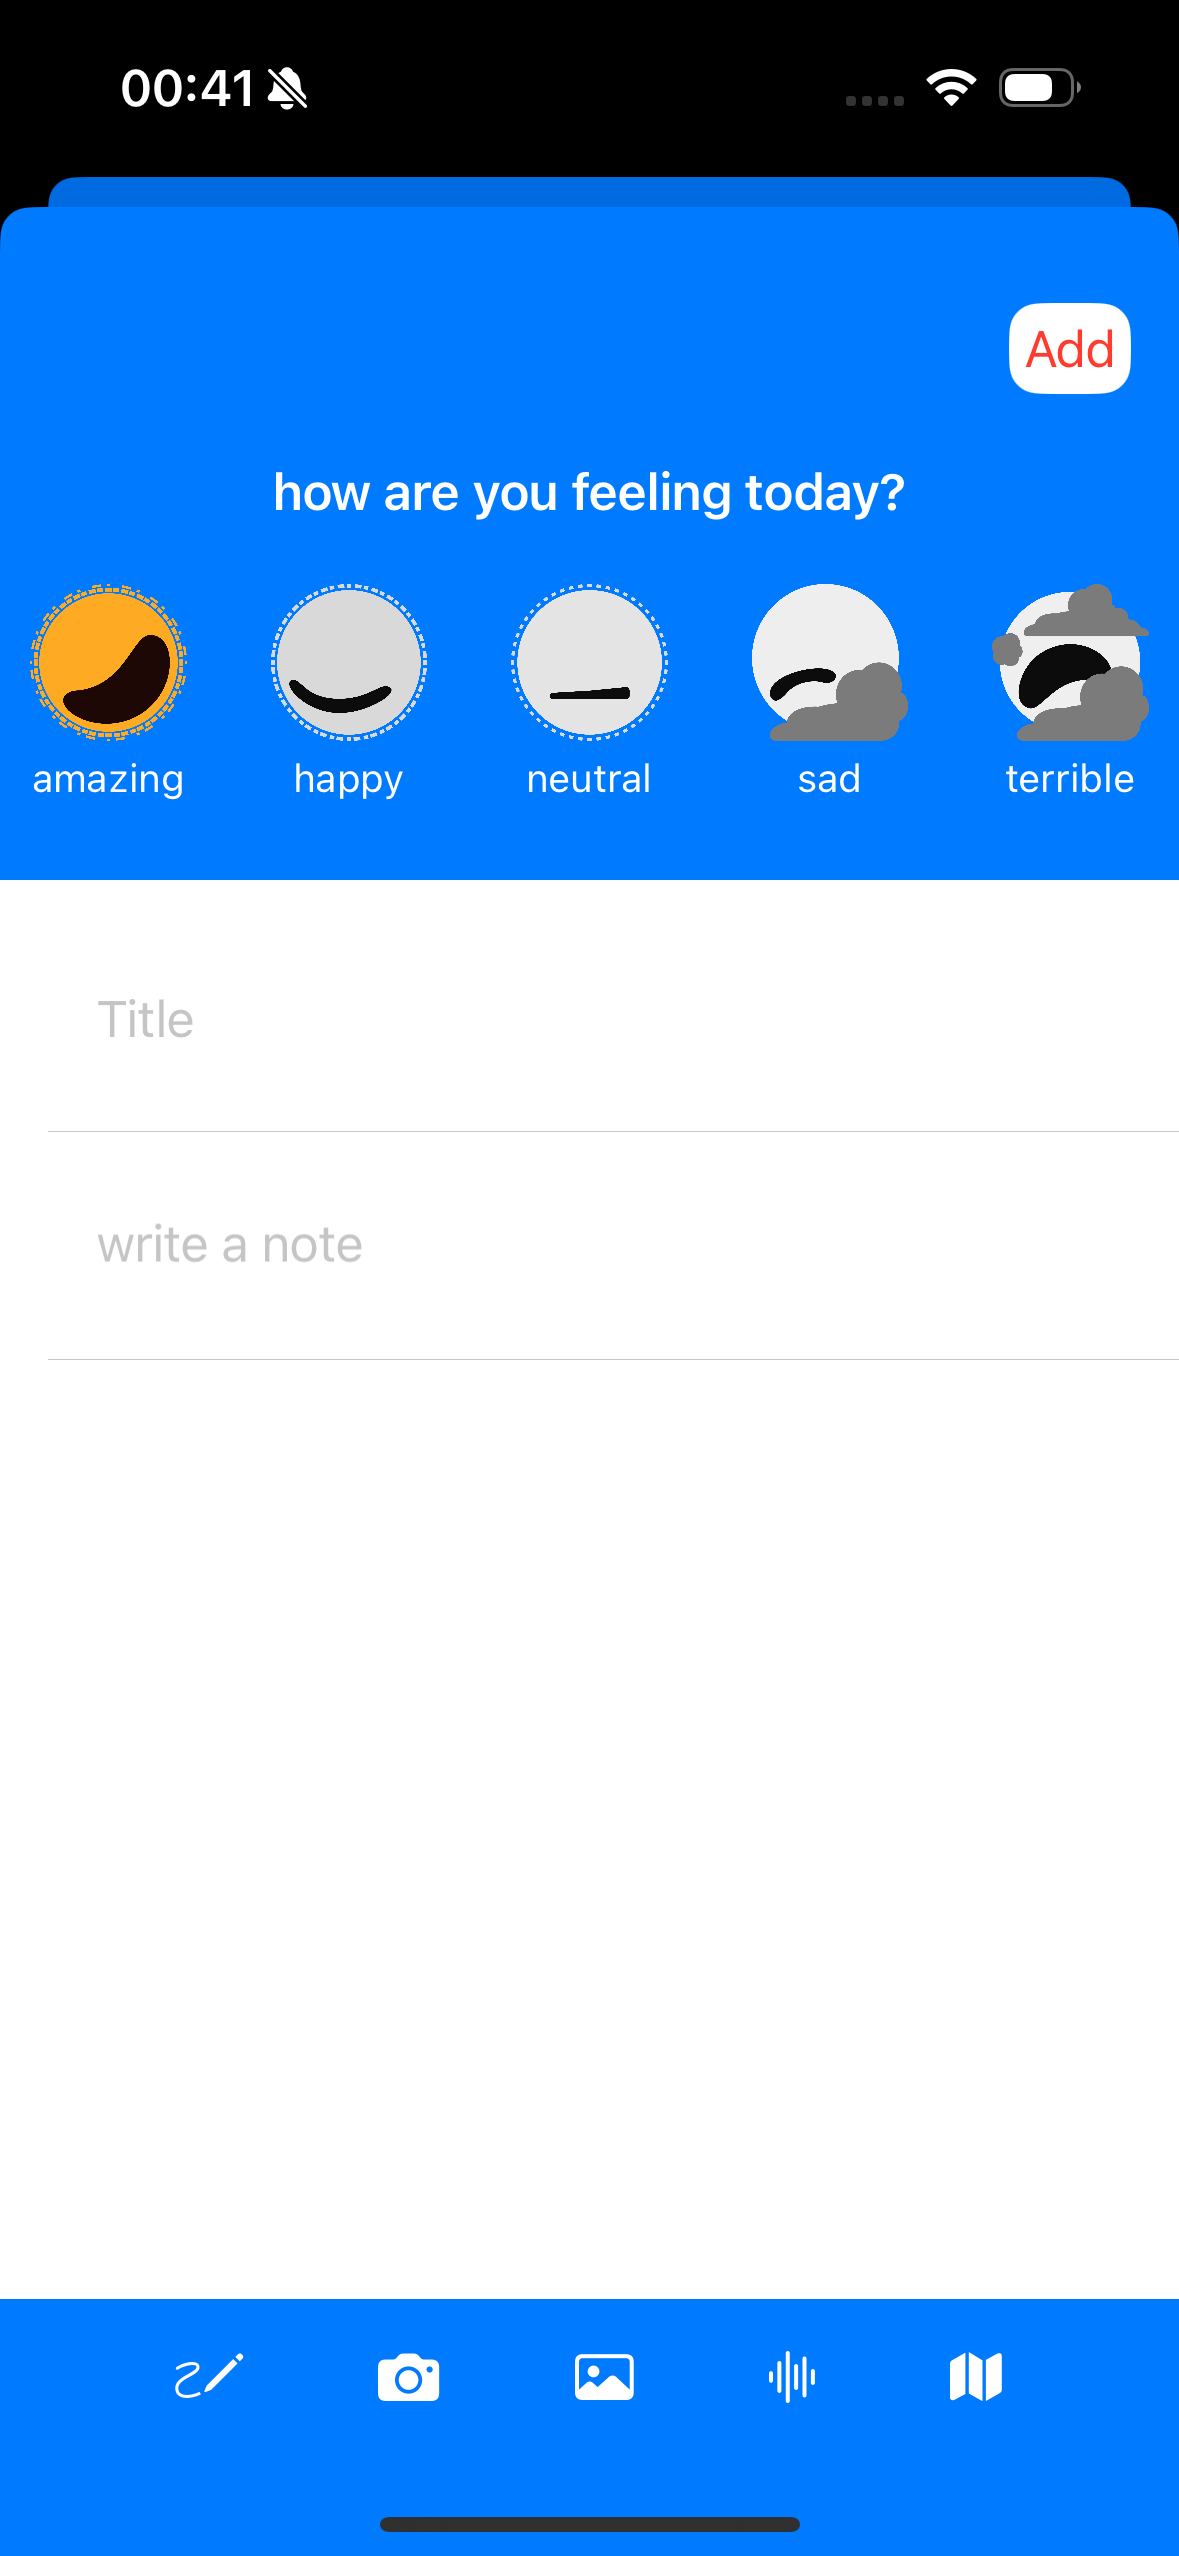 00:41
Add
how are you feeling today?
amazing happy neutral sad terrible
Title
write a note